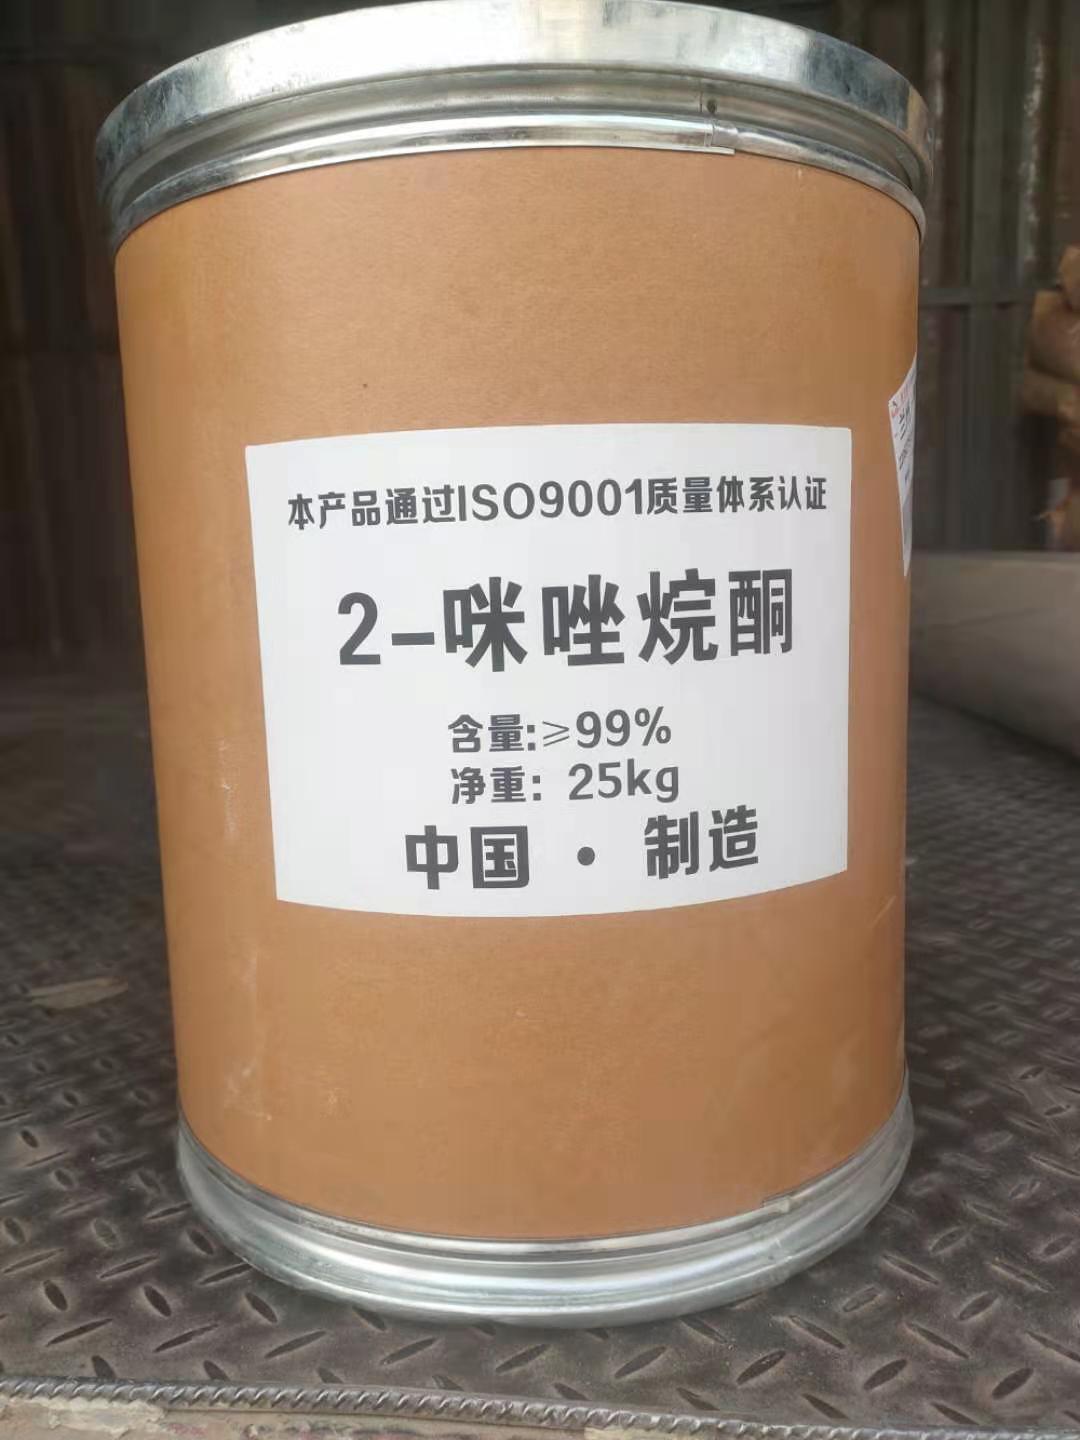 本产品通过ISO9001质量体系认证
2-咪唑烷酮
含量:≥99%
净重：25kg
中国·制造